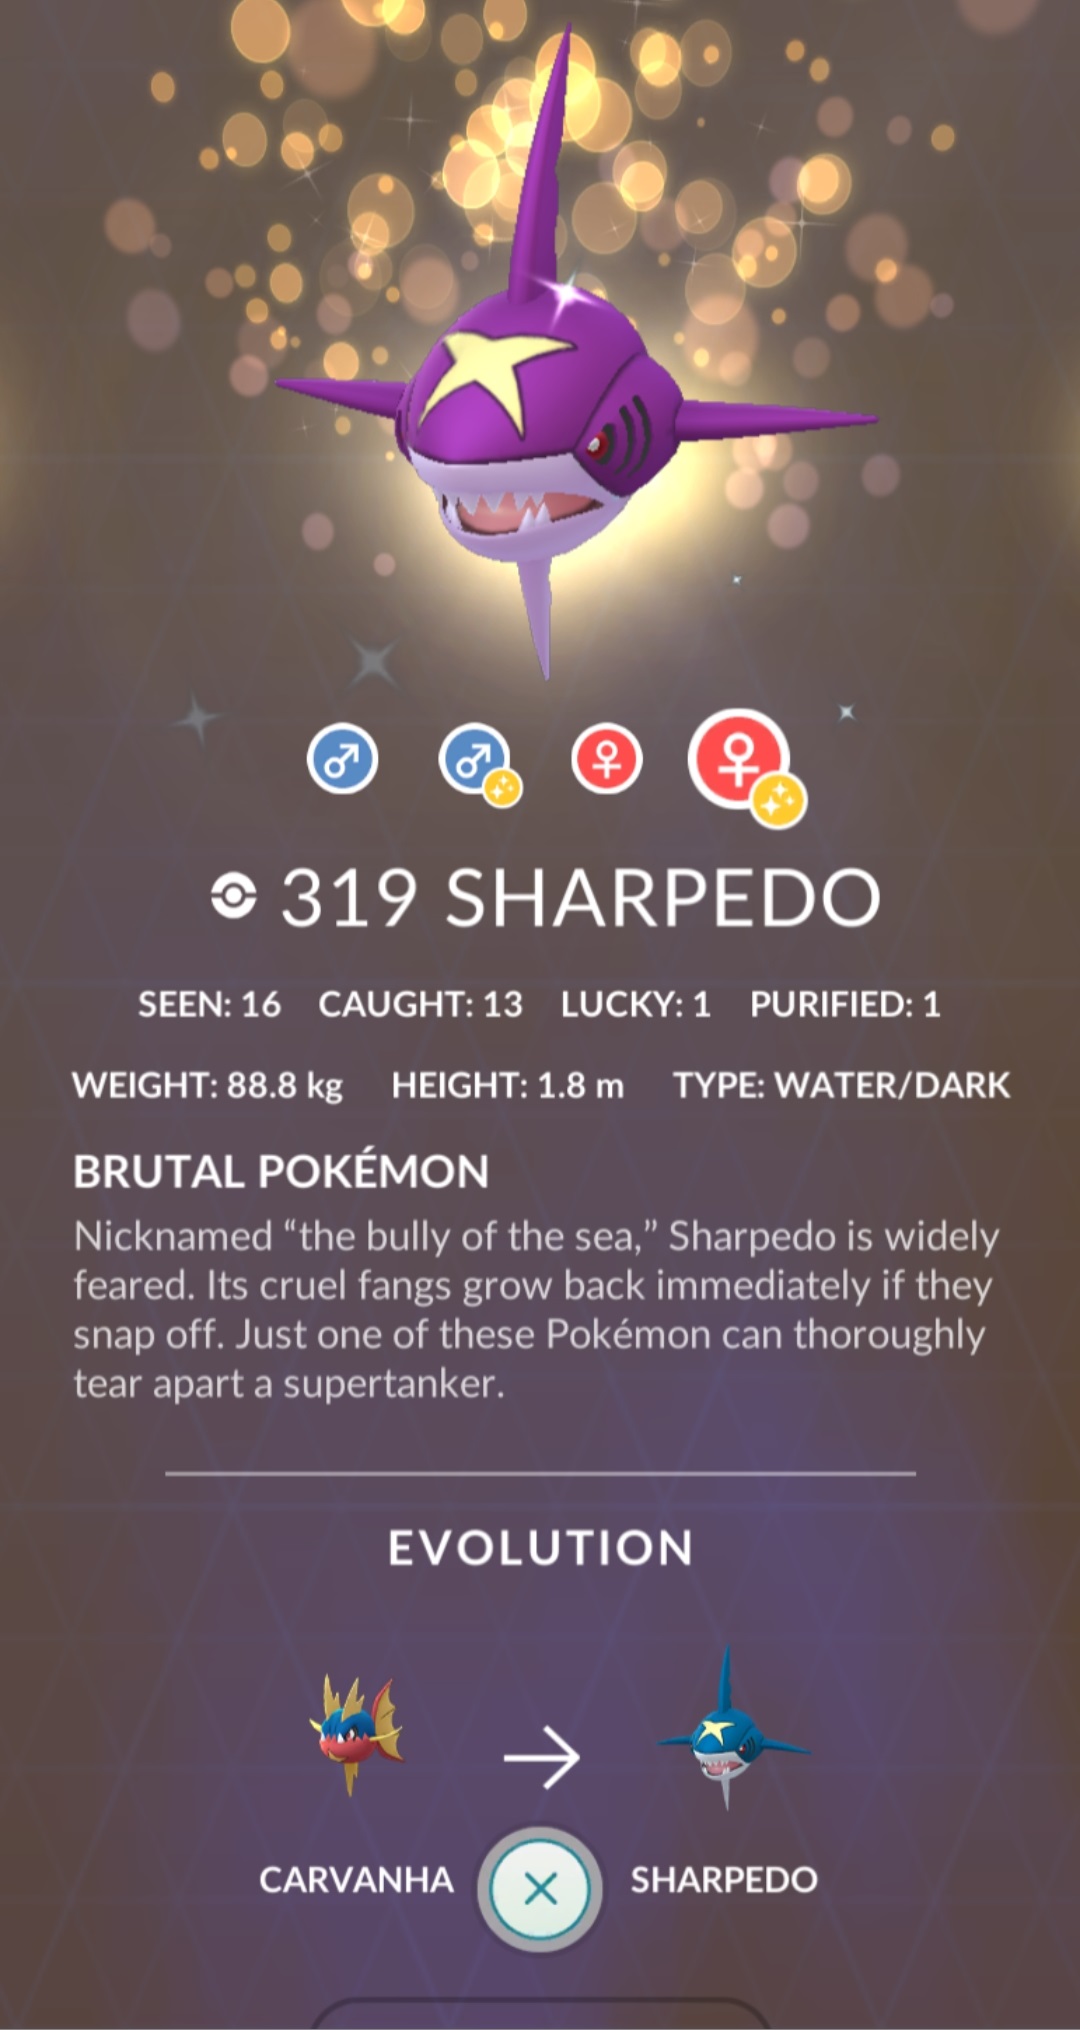 319 SHARPEDO
SEEN: 16 CAUGHT: 13 LUCKY: 1 PURIFIED: 1
WEIGHT: 88.8 kg HEIGHT: 1.8 m TYPE: WATER/DARK
BRUTAL POKÉMON
Nicknamed “the bully of the sea,” Sharpedo is widely
feared. Its cruel fangs grow back immediately if they
snap off. Just one of these Pokémon can thoroughly
tear apart a supertanker.
EVOLUTION
CARVANHA SHARPEDO